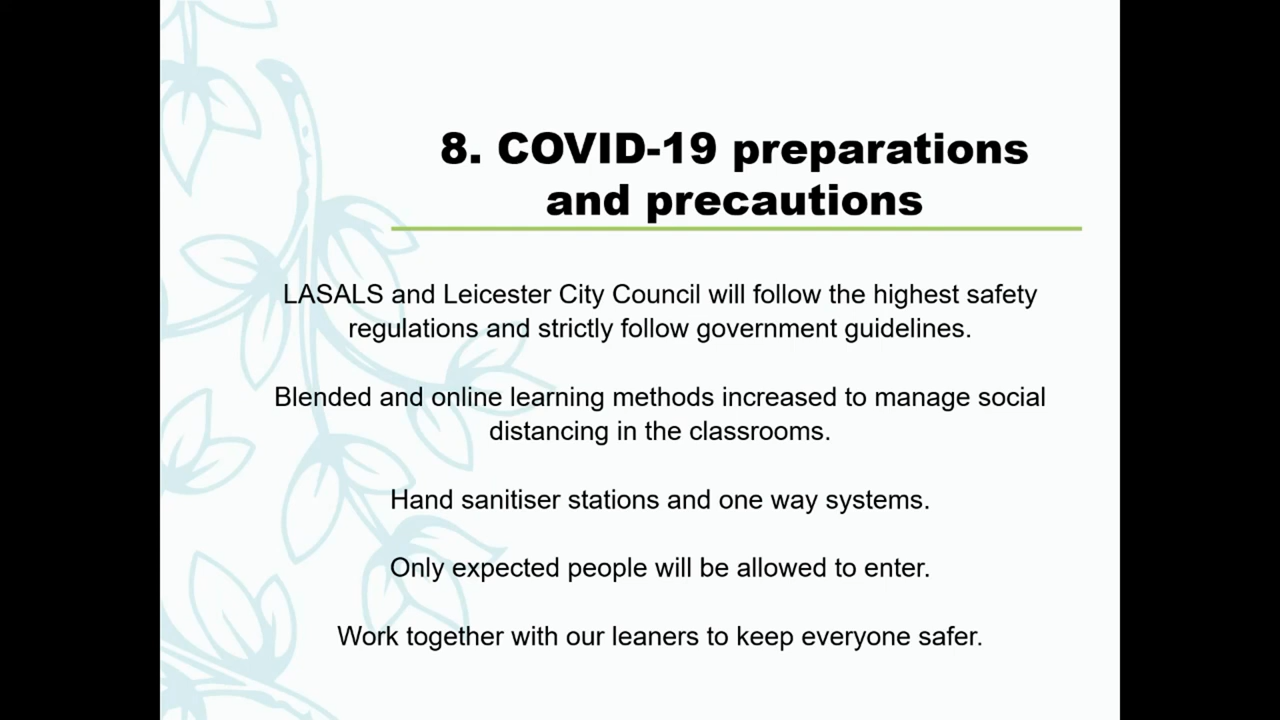 8. COVID-19 preparations
and precautions
LASALS and Leicester City Council will follow the highest safety
regulations and strictly follow government guidelines.
Blended and online learning methods increased to manage social
distancing in the classrooms.
Hand sanitiser stations and one way systems.
Only expected people will be allowed to enter.
Work together with our leaners to keep everyone safer.